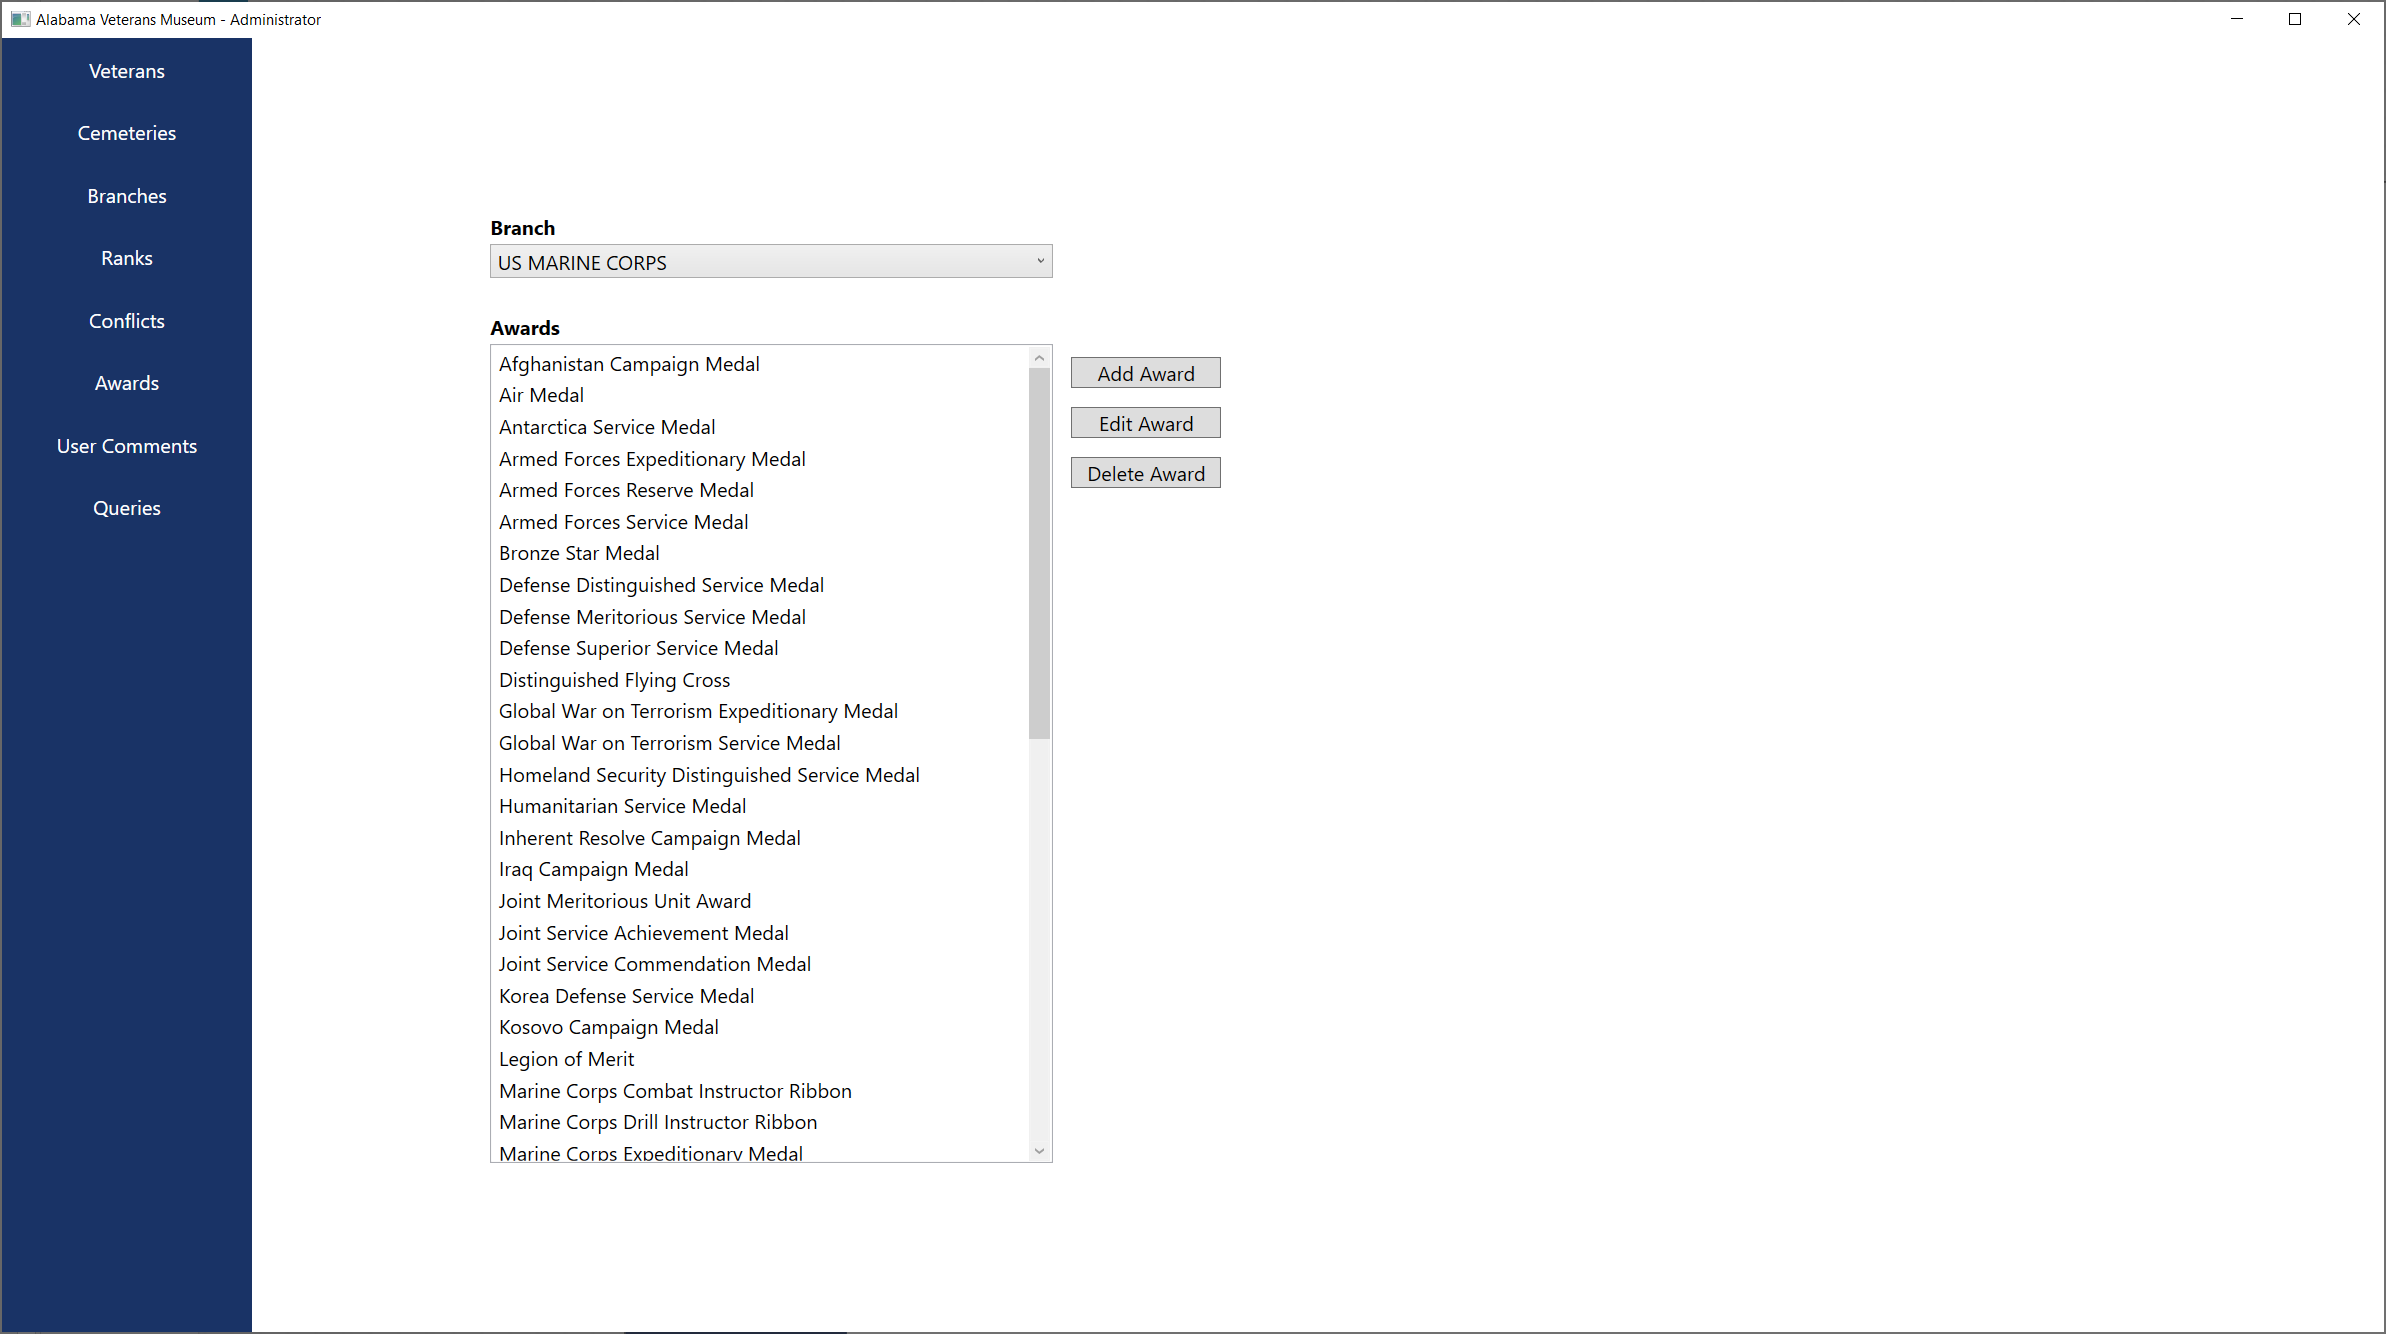 Alabama Veterans Museum - Administrator
Veterans
Cemeteries
Branches
Ranks
Conflicts
Awards
User Comments
Queries
Branch
US MARINE CORPS
Awards
Afghanistan Campaign Medal
Air Medal
Antarctica Service Medal
Armed Forces Expeditionary Medal
Armed Forces Reserve Medal
Armed Forces Service Medal
Bronze Star Medal
Defense Distinguished Service Medal
Defense Meritorious Service Medal
Defense Superior Service Medal
Distinguished Flying Cross
Global War on Terrorism Expeditionary Medal
Global War on Terrorism Service Medal
Homeland Security Distinguished Service Medal
Humanitarian Service Medal
Inherent Resolve Campaign Medal
Iraq Campaign Medal
Joint Meritorious Unit Award
Joint Service Achievement Medal
Joint Service Commendation Medal
Korea Defense Service Medal
Kosovo Campaign Medal
Legion of Merit
Marine Corps Combat Instructor Ribbon
Marine Corps Drill Instructor Ribbon
Marine Corps Expeditionary Medal
Add Award
Edit Award
Delete Award